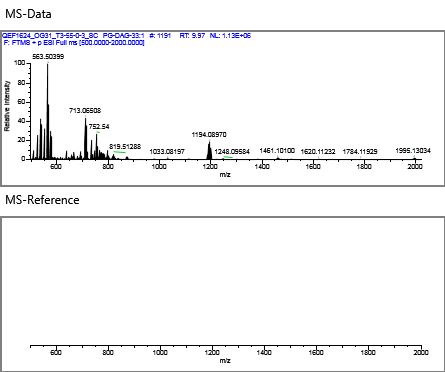 MS-Data
QEF1624_OG31_T3-55-0-3_SC PG-DAG-33:1 #: 1191 RT: 9.97 NL: 1.13E+06
F: FTMS + p ESI Full ms [500.0000-2000.0000]
563.50399
100
80
60
40
20
0
Relative Intensity
713.06508
752.54
819.51288
1033.08197
1194.08970
1248.09584
1461.10100
1620.11232
1784.11929
1995.13034
600 800 1000 1200 1400 1600 1800 2000
m/z
MS-Reference
600 800 1000 1200 1400 1600 1800 2000
m/z